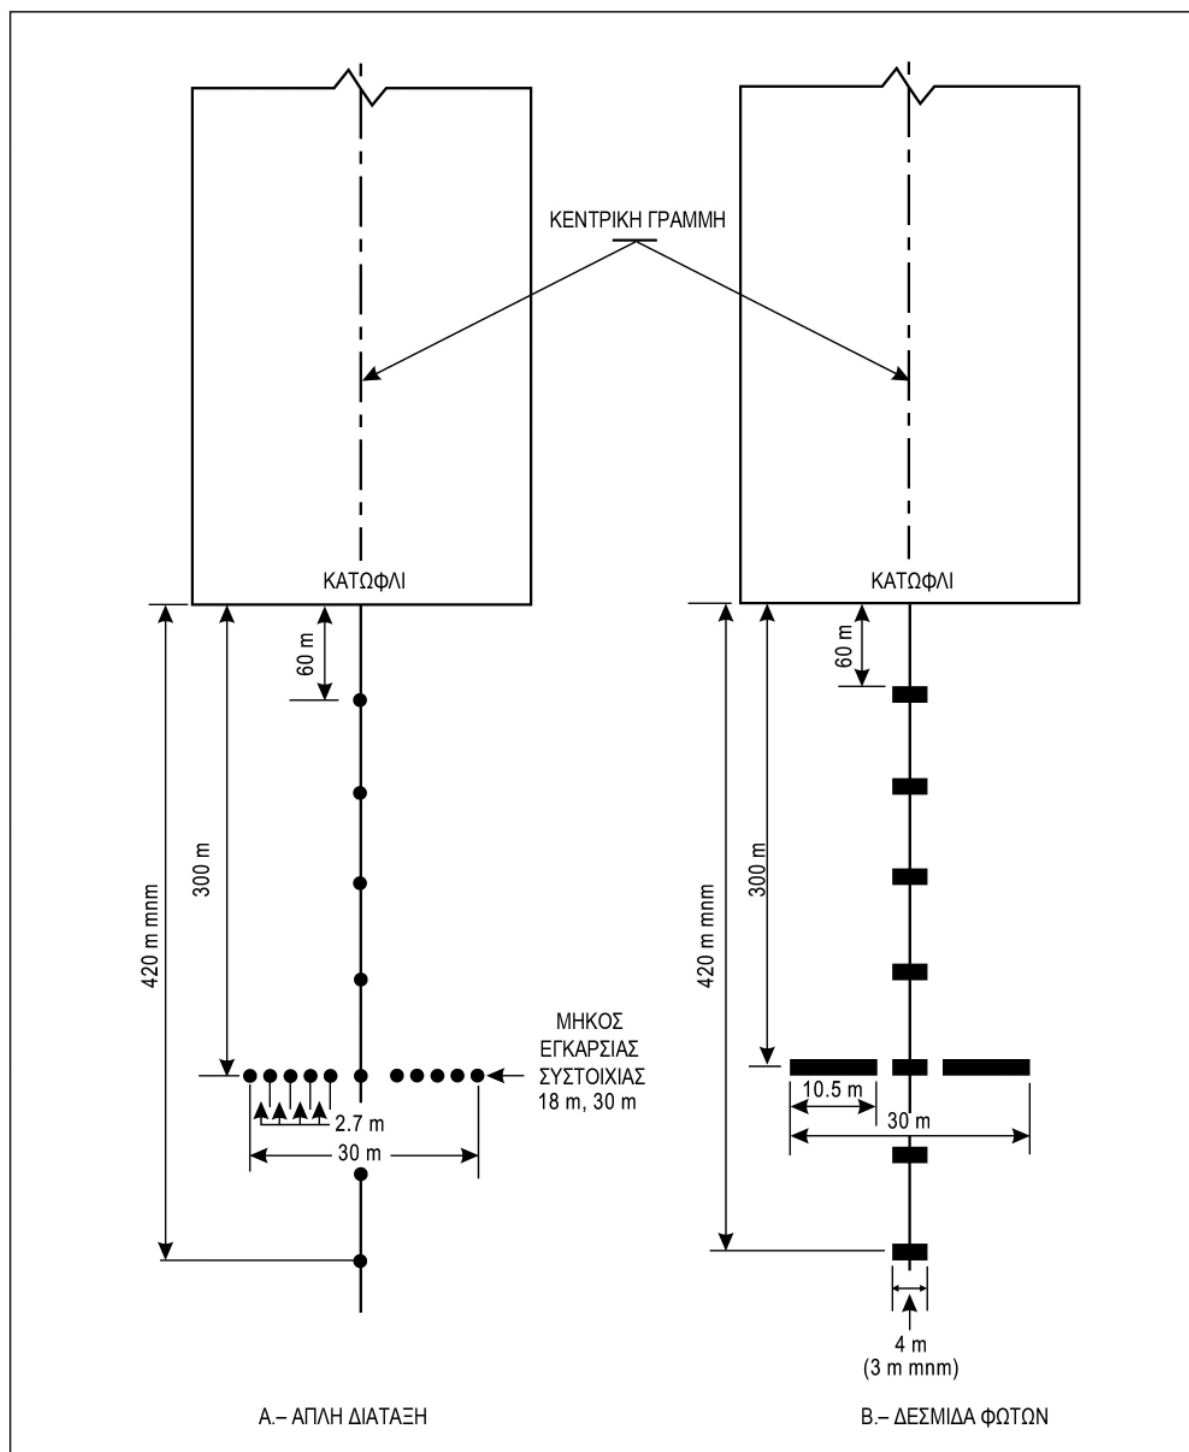 ΚΕΝΤΡΙΚΗ ΓΡΑΜΜΗ
ΚΑΤΩΦΛΙ
ΚΑΤΩΦΛΙ
60 m
300 m
420 m mnm
60 m
300 m
420 m mnm
ΜΗΚΟΣ
ΕΓΚΑΡΣΙΑΣ
ΣΥΣΤΟΙΧΙΑΣ
18 m, 30 m
2.7 m
30 m
10.5 m
30 m
4 m
(3 m mnm)
Α.– ΑΠΛΗ ΔΙΑΤΑΞΗ
Β.– ΔΕΣΜΙΔΑ ΦΩΤΩΝ